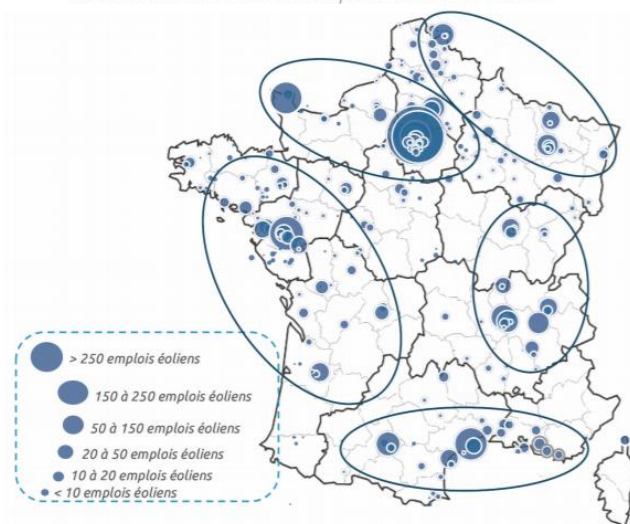 > 250 emplois éoliens
150 à 250 emplois éoliens
50 à 150 emplois éoliens
20 à 50 emplois éoliens
10 à 20 emplois éoliens
< 10 emplois éoliens